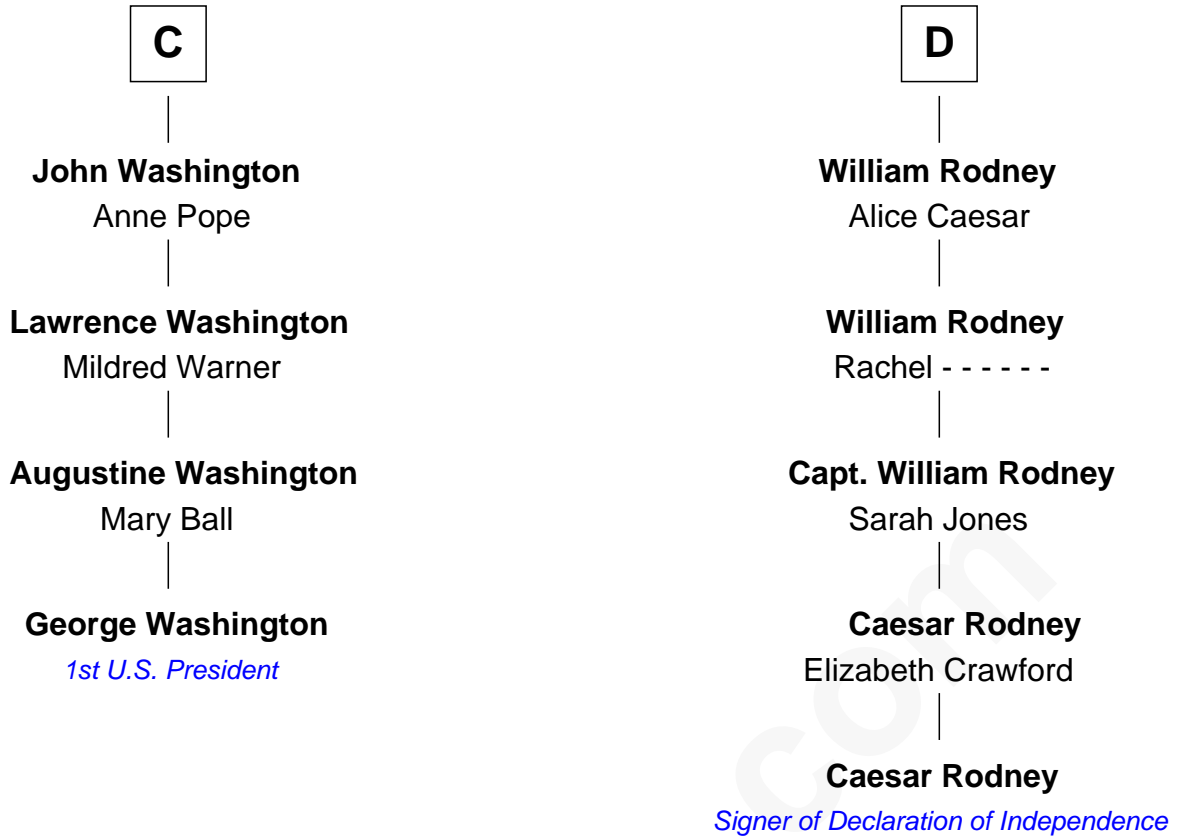 C
John Washington
Anne Pope
Lawrence Washington
Mildred Warner
Augustine Washington
Mary Ball
George Washington
1st U.S. President
D
William Rodney
Alice Caesar
William Rodney
Rachel - - - - - -
Capt. William Rodney
Sarah Jones
Caesar Rodney
Elizabeth Crawford
Caesar Rodney
Signer of Declaration of Independence
com